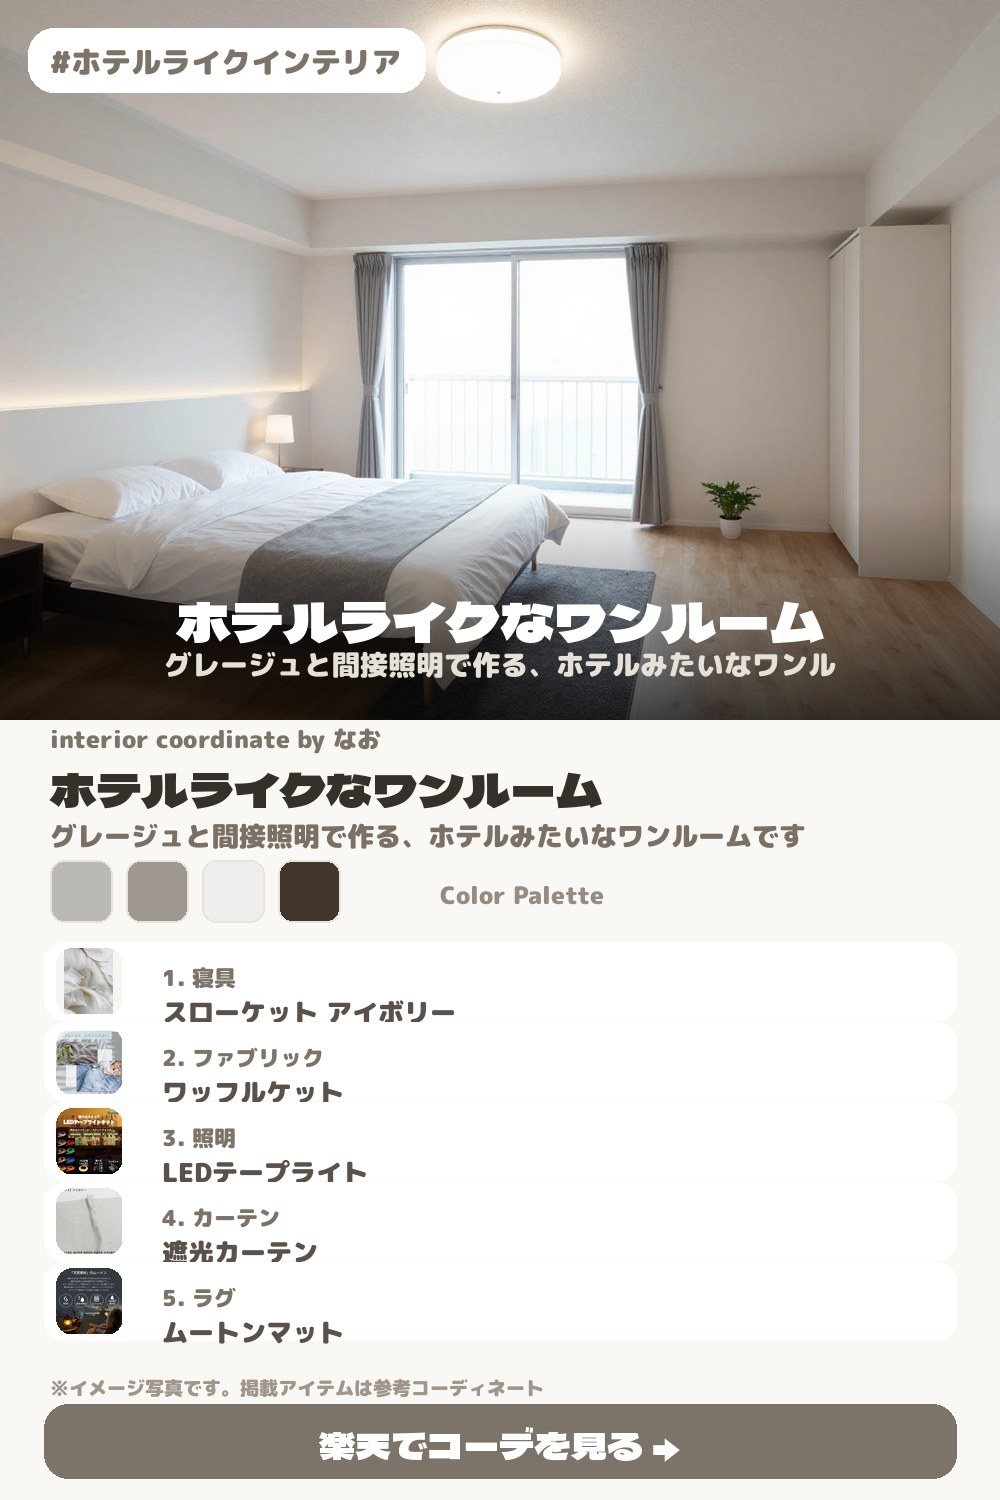 #ホテルライクインテリア
ホテルライクなワンルーム
グレージュと間接照明で作る、ホテルみたいなワンル
interior coordinate by なお
ホテルライクなワンルーム
グレージュと間接照明で作る、ホテルみたいなワンルームです
Color Palette
1. 寝具
スローケット アイボリー
2. ファブリック
ワッフルケット
3. 照明
LEDテープライト
4. カーテン
遮光カーテン
5. ラグ
ムートンマット
※イメージ写真です。掲載アイテムは参考コーディネート
楽天でコーデを見る ➡